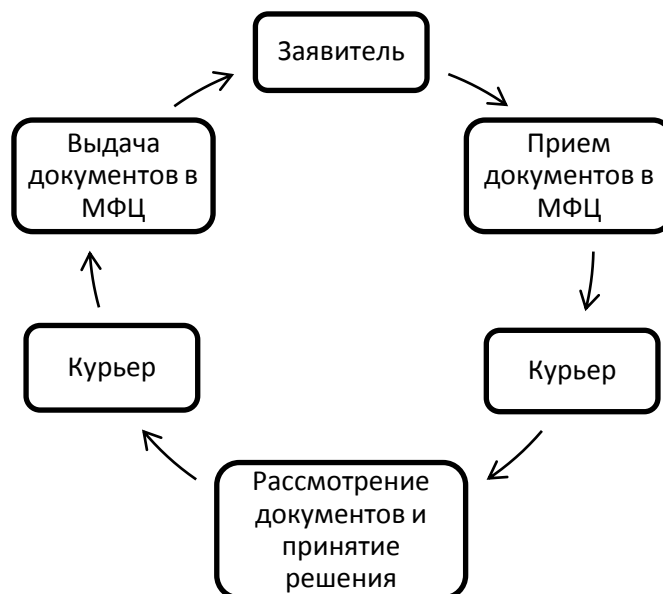 Заявитель
Прием
документов в
МФЦ
Курьер
Рассмотрение
документов и
принятие
решения
Курьер
Выдача
документов в
МФЦ